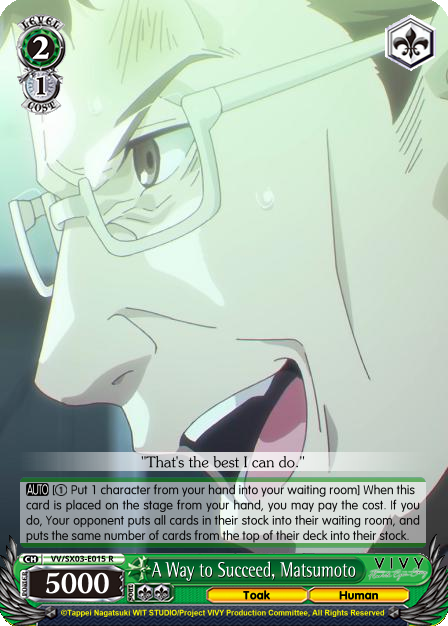 LEVEL
2
1
COST
"That's the best I can do."
AUTO [① Put 1 character from your hand into your waiting room] When this
card is placed on the stage from your hand, you may pay the cost. If you
do, Your opponent puts all cards in their stock into their waiting room, and
puts the same number of cards from the top of their deck into their stock.
CH VV/SX03-E015 R
POWER 5000 SOUL A Way to Succeed, Matsumoto VIVY
Toak Human
©Tappei Nagatsuki WIT STUDIO/Project VIVY Production Committee, All Rights Reserved